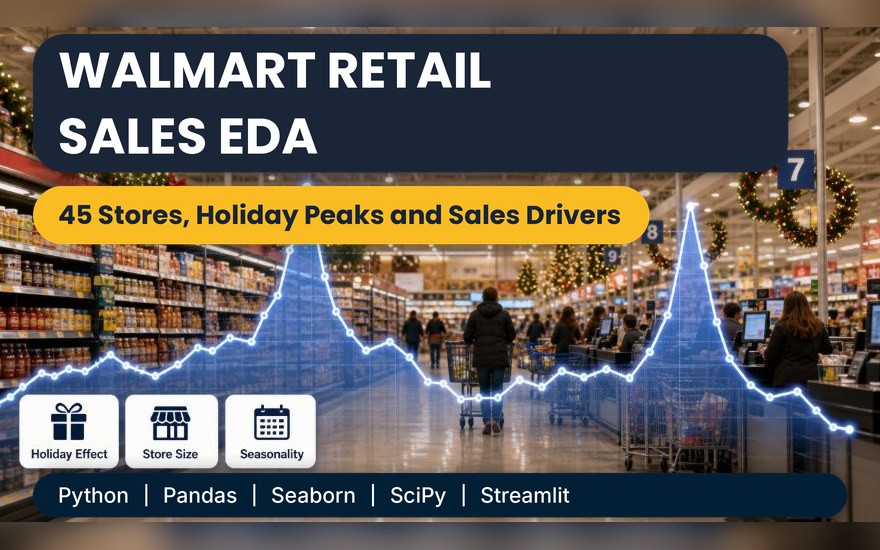 WALMART RETAIL
SALES EDA
7
45 Stores, Holiday Peaks and Sales Drivers
8
9
Holiday Effect
Store Size
Seasonality
Python | Pandas | Seaborn | SciPy | Streamlit